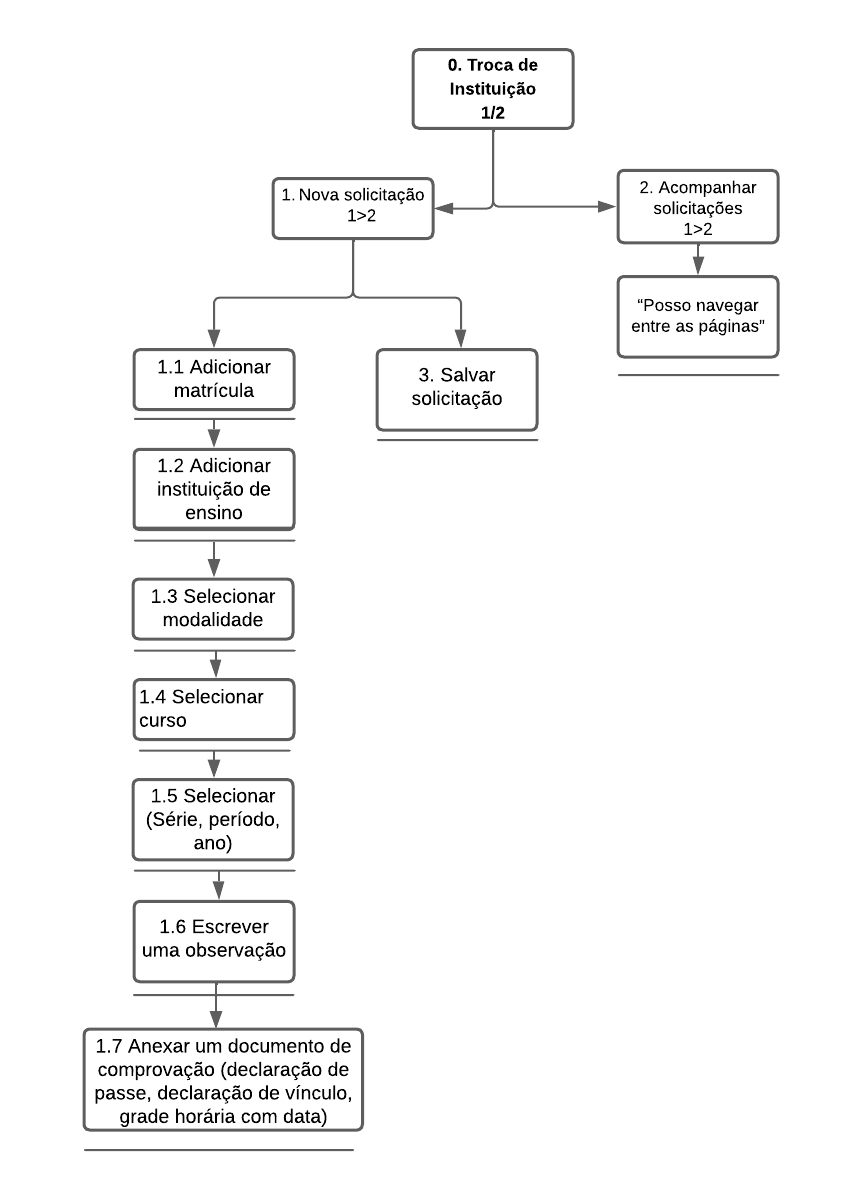 0. Troca de
Instituição
1/2
1. Nova solicitação
1>2
2. Acompanhar
solicitações
1>2
“Posso navegar
entre as páginas”
1.1 Adicionar
matrícula
3. Salvar
solicitação
1.2 Adicionar
instituição de
ensino
1.3 Selecionar
modalidade
1.4 Selecionar
curso
1.5 Selecionar
(Série, período,
ano)
1.6 Escrever
uma observação
1.7 Anexar um documento de
comprovação (declaração de
passe, declaração de vínculo,
grade horária com data)